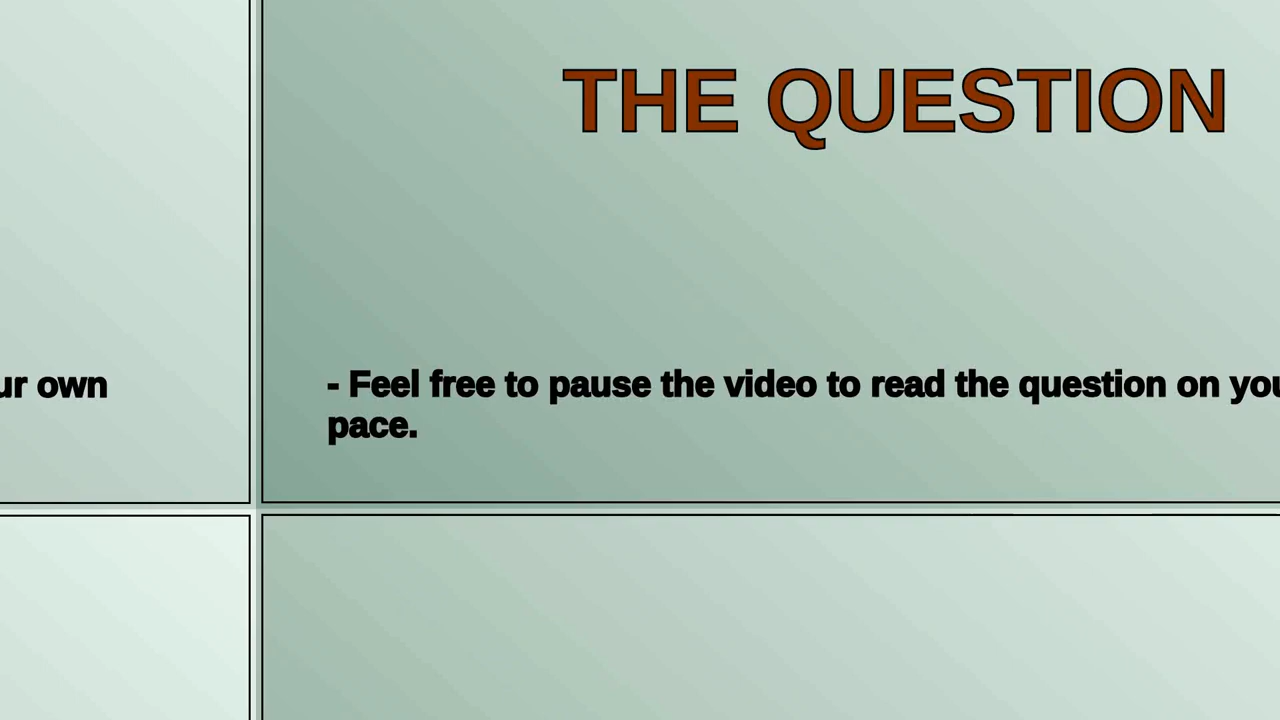 THE QUESTION
ur own
- Feel free to pause the video to read the question on you
pace.